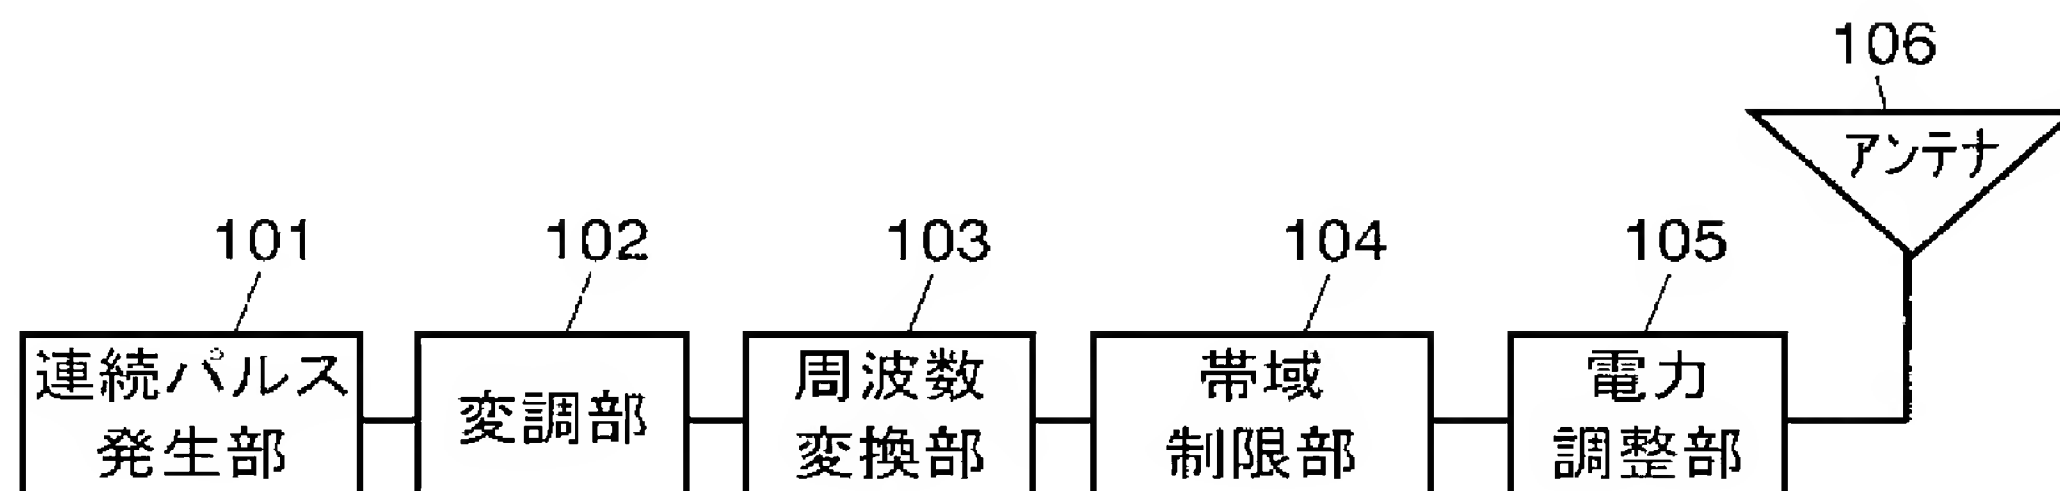 106
アンテナ
101
102
103
104
105
連続パルス
発生部
変調部
周波数
変換部
帯域
制限部
電力
調整部